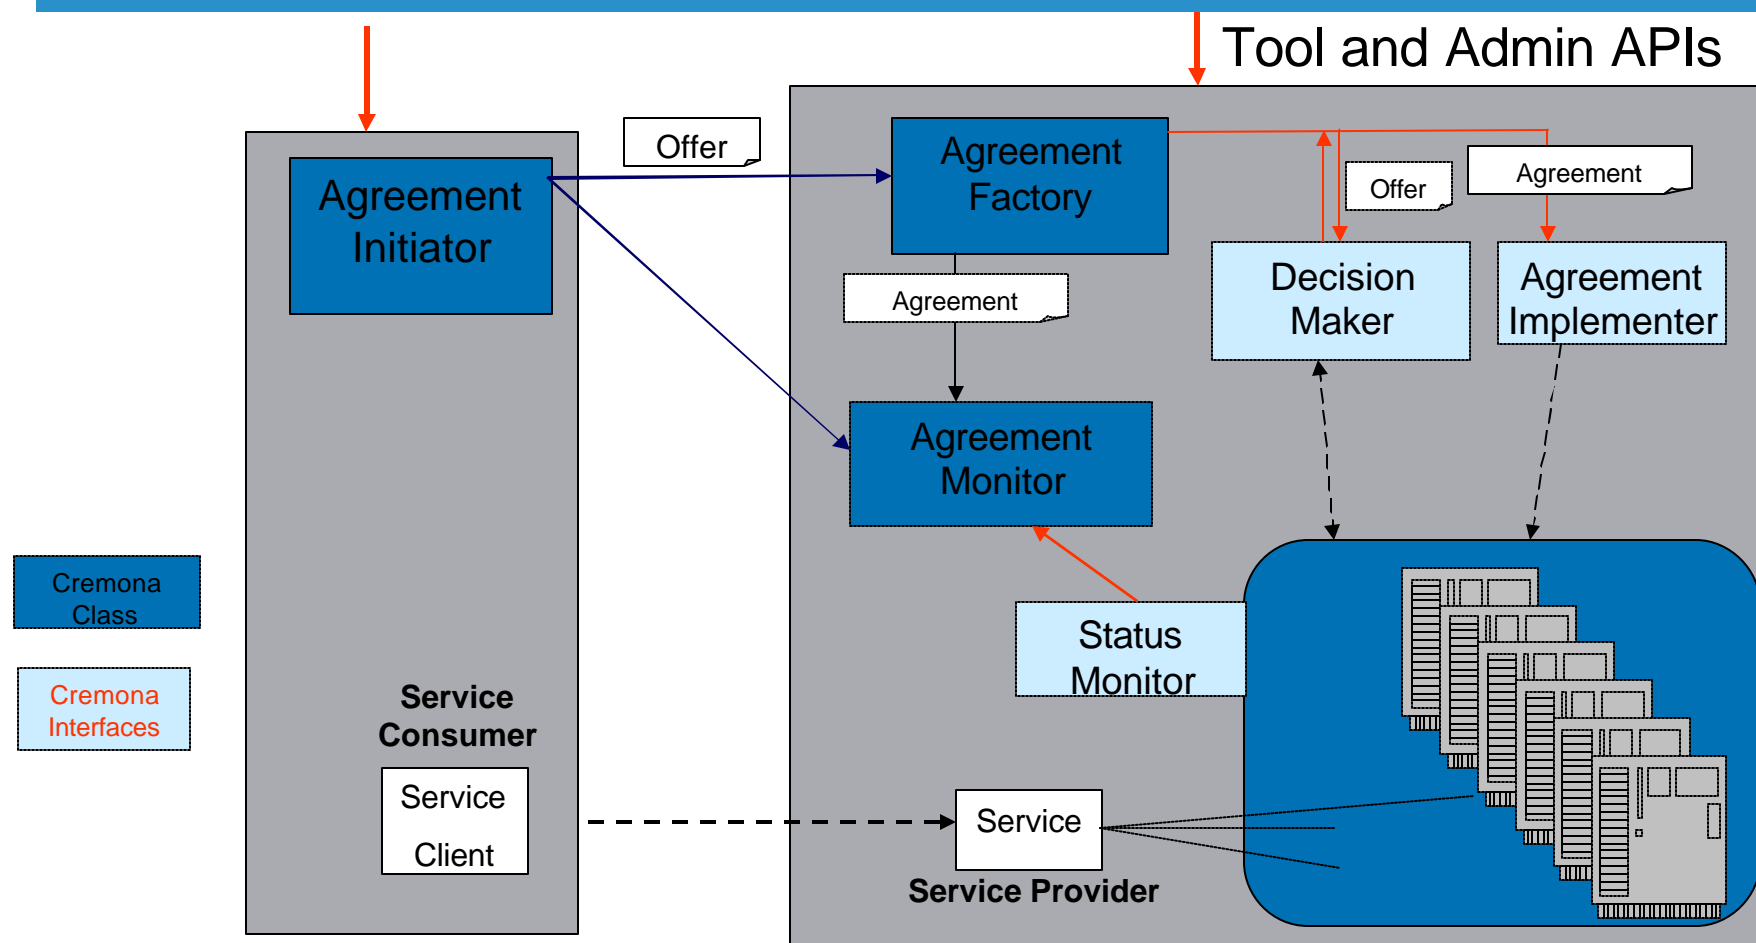 Tool and Admin APIs
Offer
Agreement
Initiator
Agreement
Factory
Offer
Agreement
Agreement
Decision
Maker
Agreement
Implementer
Agreement
Monitor
Cremona
Class
Cremona
Interfaces
Status
Monitor
Service
Consumer
Service
Client
Service
Service Provider